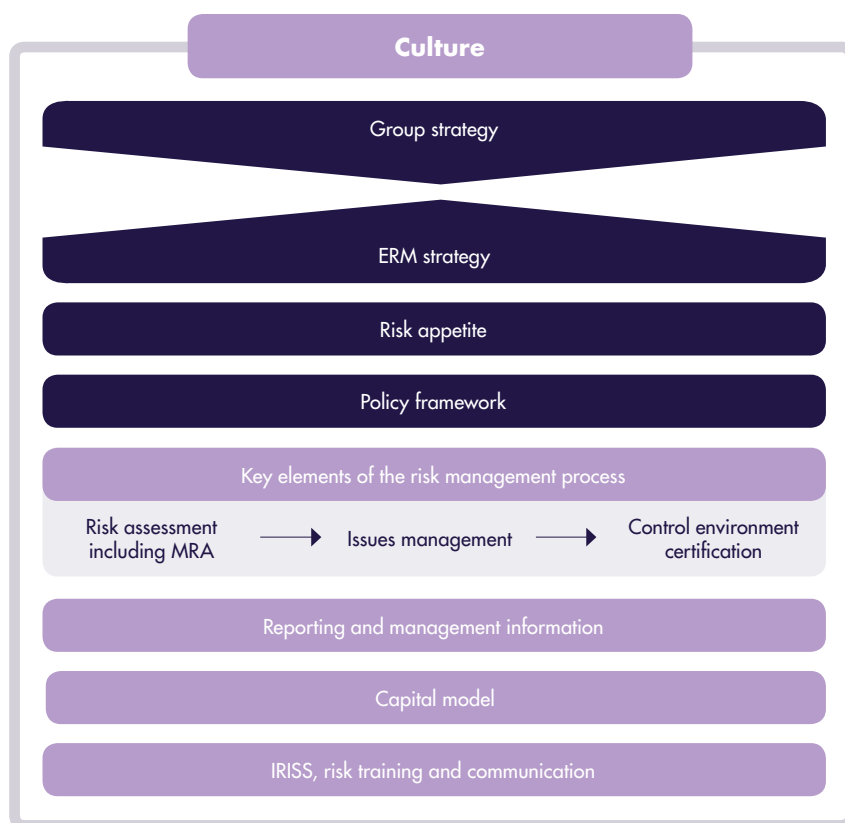 Culture
Group strategy
ERM strategy
Risk appetite
Policy framework
Key elements of the risk management process
Risk assessment
including MRA
Issues management
Control environment
certification
Reporting and management information
Capital model
IRISS, risk training and communication